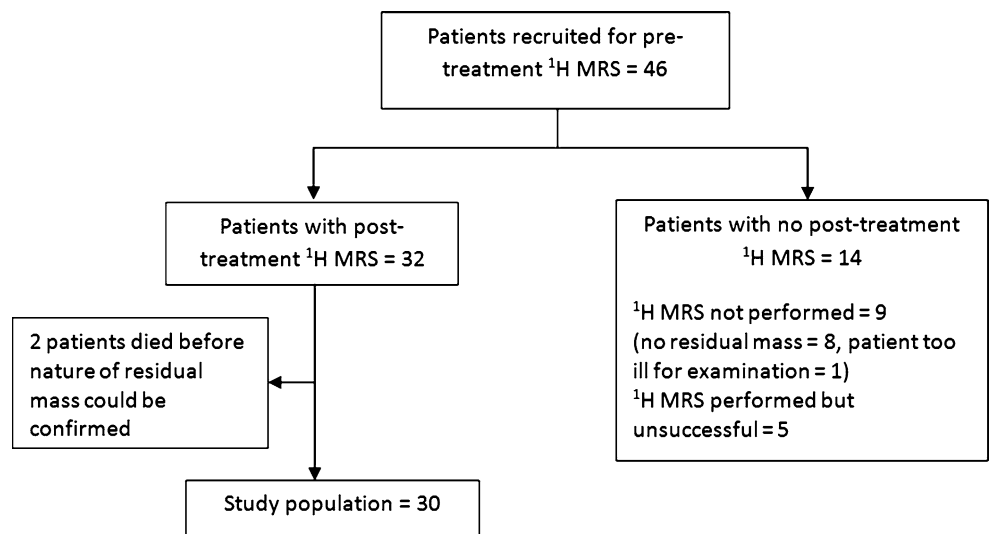 Patients recruited for pre-
treatment ¹H MRS = 46
Patients with post-
treatment ¹H MRS = 32
Patients with no post-treatment
¹H MRS = 14
¹H MRS not performed = 9
(no residual mass = 8, patient too
ill for examination = 1)
¹H MRS performed but
unsuccessful = 5
2 patients died before
nature of residual
mass could be
confirmed
Study population = 30